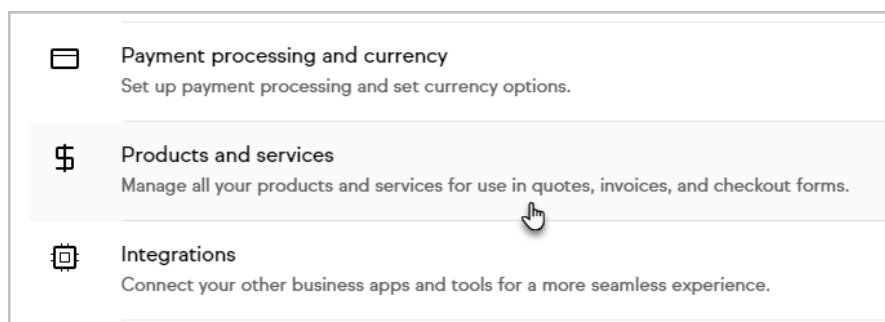 Payment processing and currency
Set up payment processing and set currency options.
Products and services
Manage all your products and services for use in quotes, invoices, and checkout forms.
Integrations
Connect your other business apps and tools for a more seamless experience.